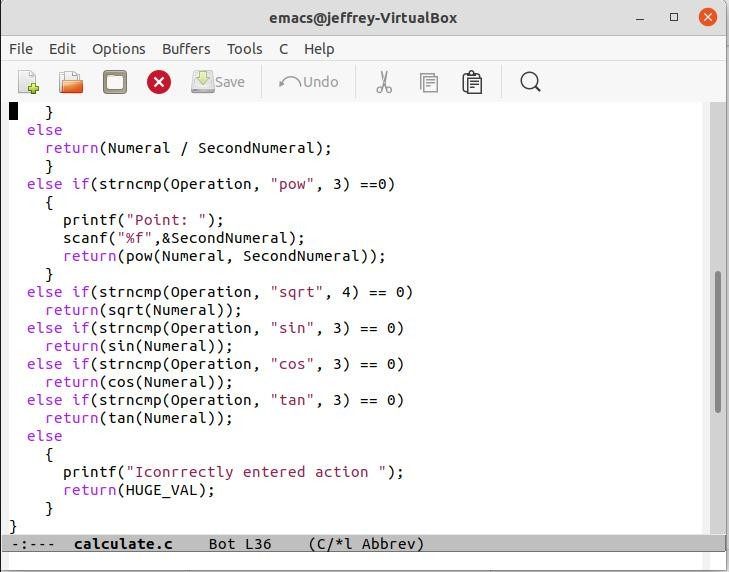 emacs@jeffrey-VirtualBox
File Edit Options Buffers Tools C Help
Save Undo
    }
  else
    return(Numeral / SecondNumeral);
    }
  else if(strncmp(Operation, "pow", 3) ==0)
    {
      printf("Point: ");
      scanf("%f",&SecondNumeral);
      return(pow(Numeral, SecondNumeral));
    }
  else if(strncmp(Operation, "sqrt", 4) == 0)
    return(sqrt(Numeral));
  else if(strncmp(Operation, "sin", 3) == 0)
    return(sin(Numeral));
  else if(strncmp(Operation, "cos", 3) == 0)
    return(cos(Numeral));
  else if(strncmp(Operation, "tan", 3) == 0)
    return(tan(Numeral));
  else
    {
      printf("Iconrrectly entered action ");
      return(HUGE_VAL);
    }
}
-:--- calculate.c Bot L36 (C/*l Abbrev)